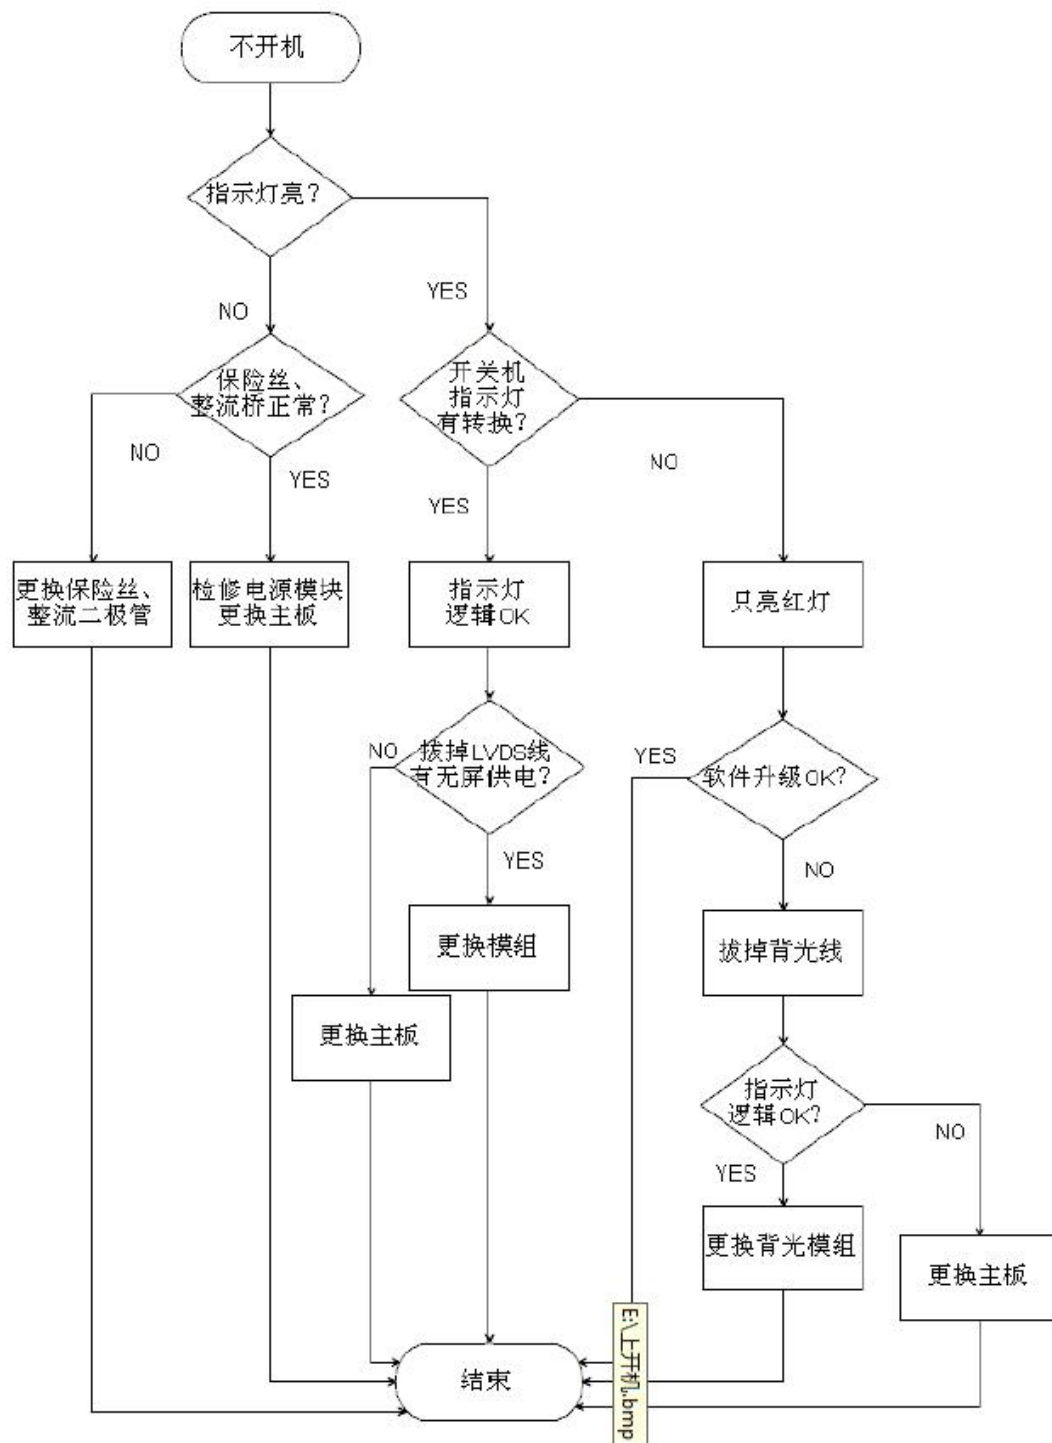 不开机
指示灯亮？
YES
NO
保险丝、
整流桥正常？
开关机
指示灯
有转换？
NO
YES
NO
YES
更换保险丝、
整流二极管
检修电源模块
更换主板
指示灯
逻辑OK
只亮红灯
NO
拔掉LVDS线
有无屏供电？
YES
软件升级OK？
YES
NO
更换模组
拔掉背光线
更换主板
指示灯
逻辑OK？
NO
YES
更换背光模组
更换主板
结束
E:\上开机.bmp